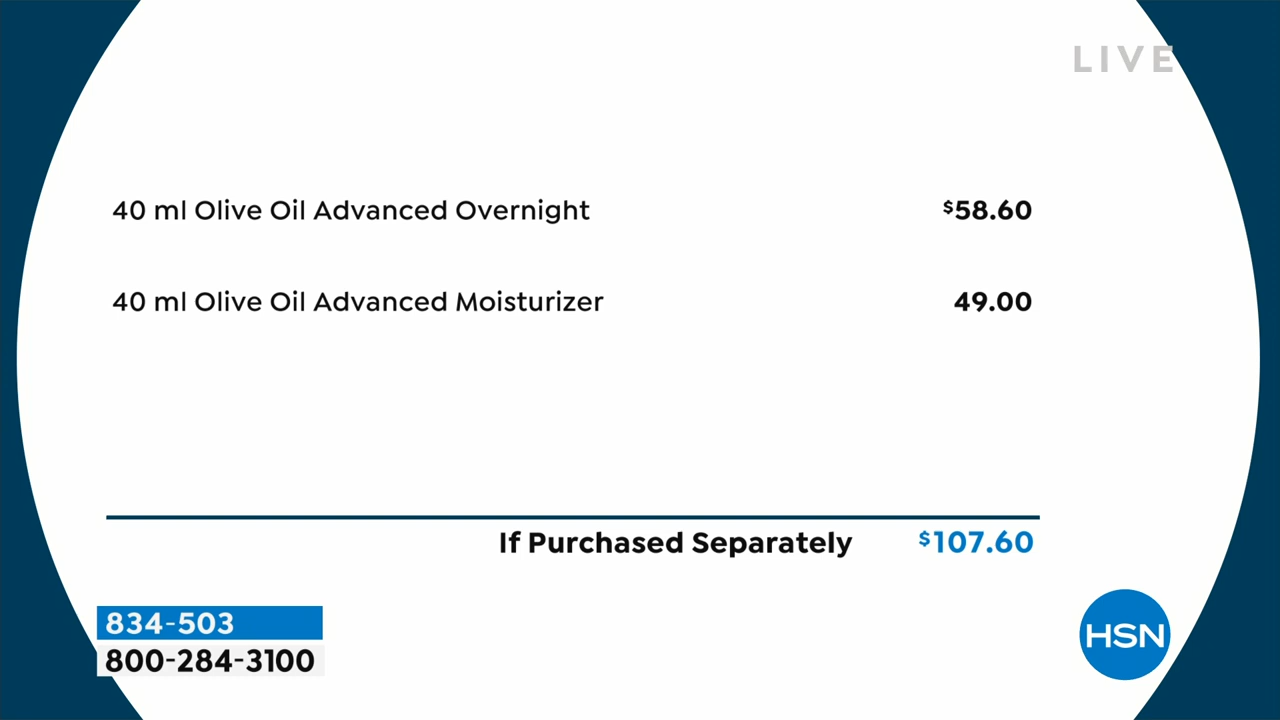 LIVE
40 ml Olive Oil Advanced Overnight $58.60
40 ml Olive Oil Advanced Moisturizer 49.00
If Purchased Separately $107.60
834-503
800-284-3100
HSN